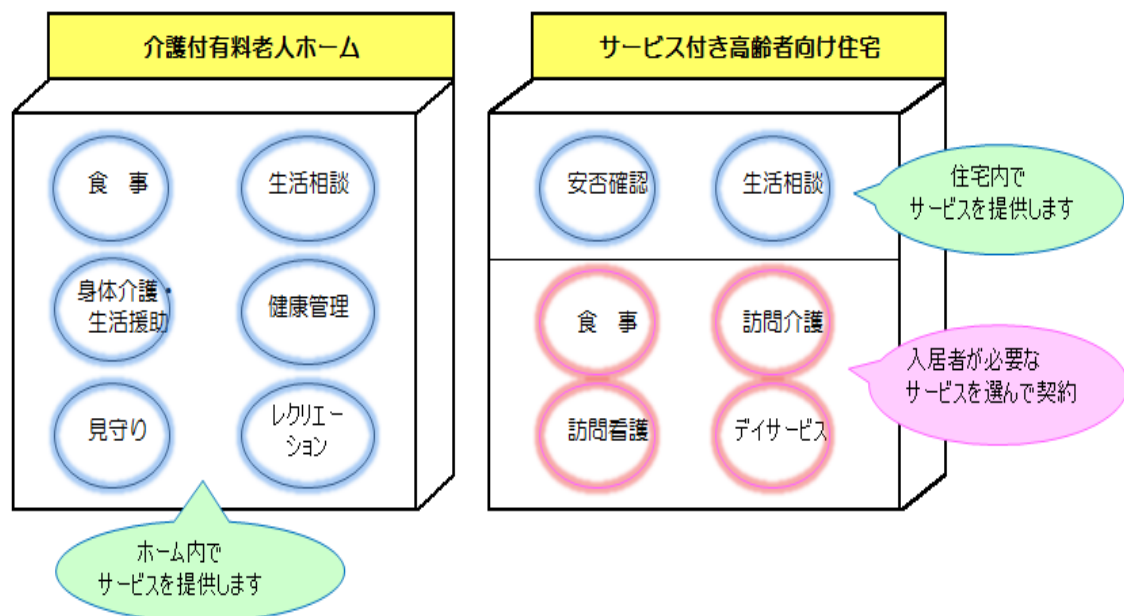 介護付有料老人ホーム
食　事
生活相談
身体介護・
生活援助
健康管理
見守り
レクリエー
ション
ホーム内で
サービスを提供します
サービス付き高齢者向け住宅
安否確認
生活相談
住宅内で
サービスを提供します
食　事
訪問介護
訪問看護
デイサービス
入居者が必要な
サービスを選んで契約